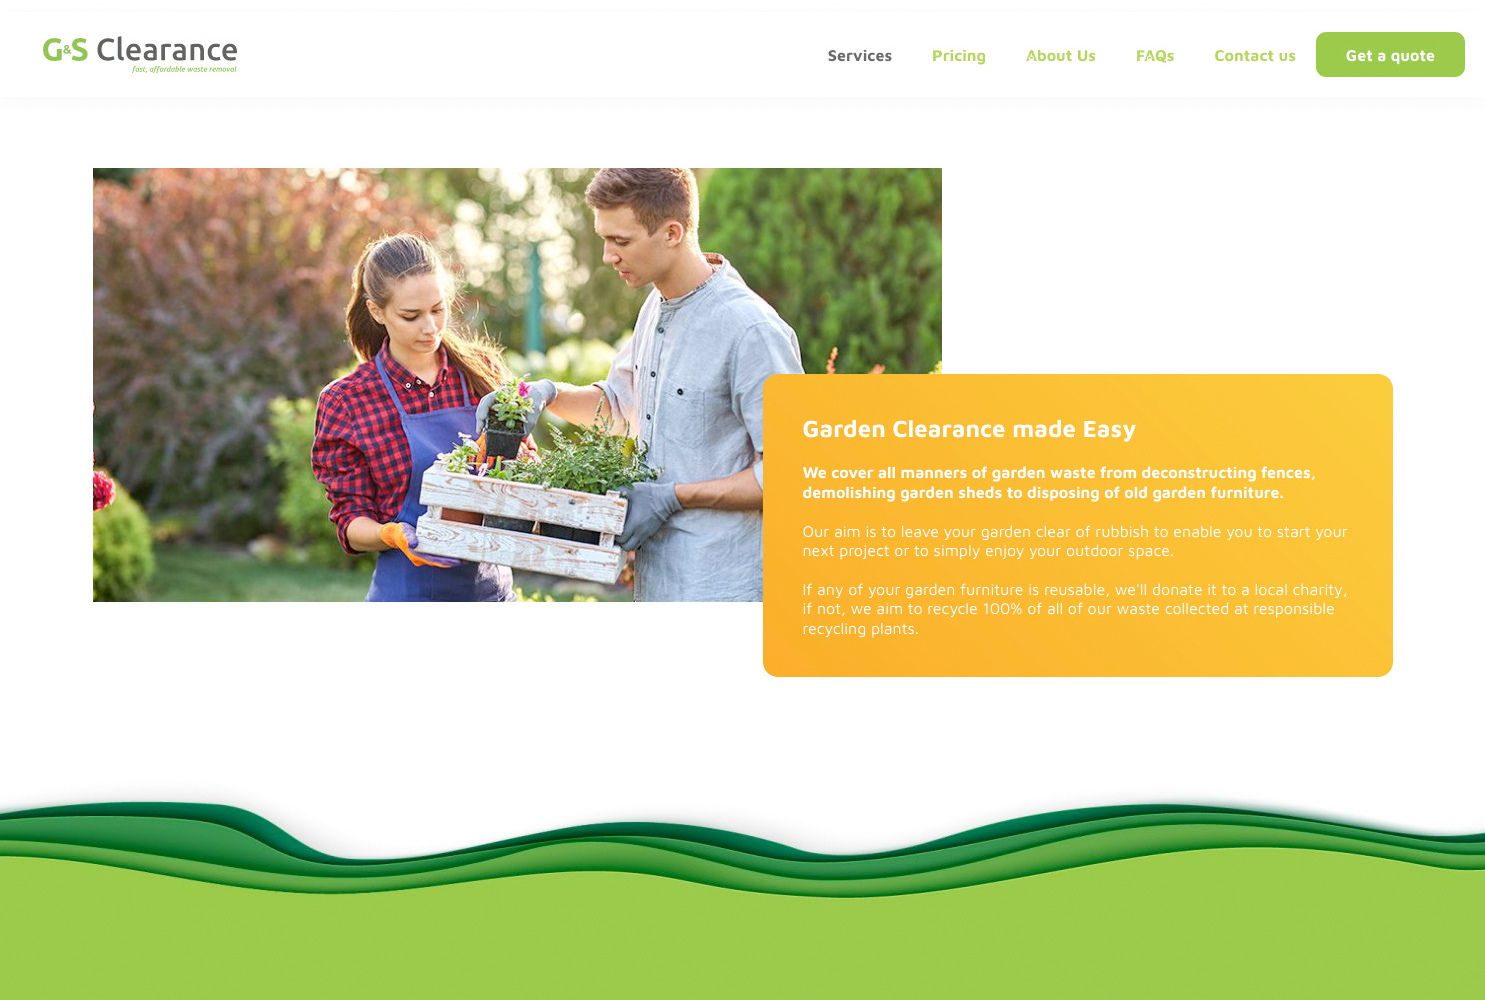 G&S Clearance
fast, affordable waste removal
Services Pricing About Us FAQs Contact us Get a quote
Garden Clearance made Easy
We cover all manners of garden waste from deconstructing fences,
demolishing garden sheds to disposing of old garden furniture.
Our aim is to leave your garden clear of rubbish to enable you to start your
next project or to simply enjoy your outdoor space.
If any of your garden furniture is reusable, we'll donate it to a local charity,
if not, we aim to recycle 100% of all of our waste collected at responsible
recycling plants.